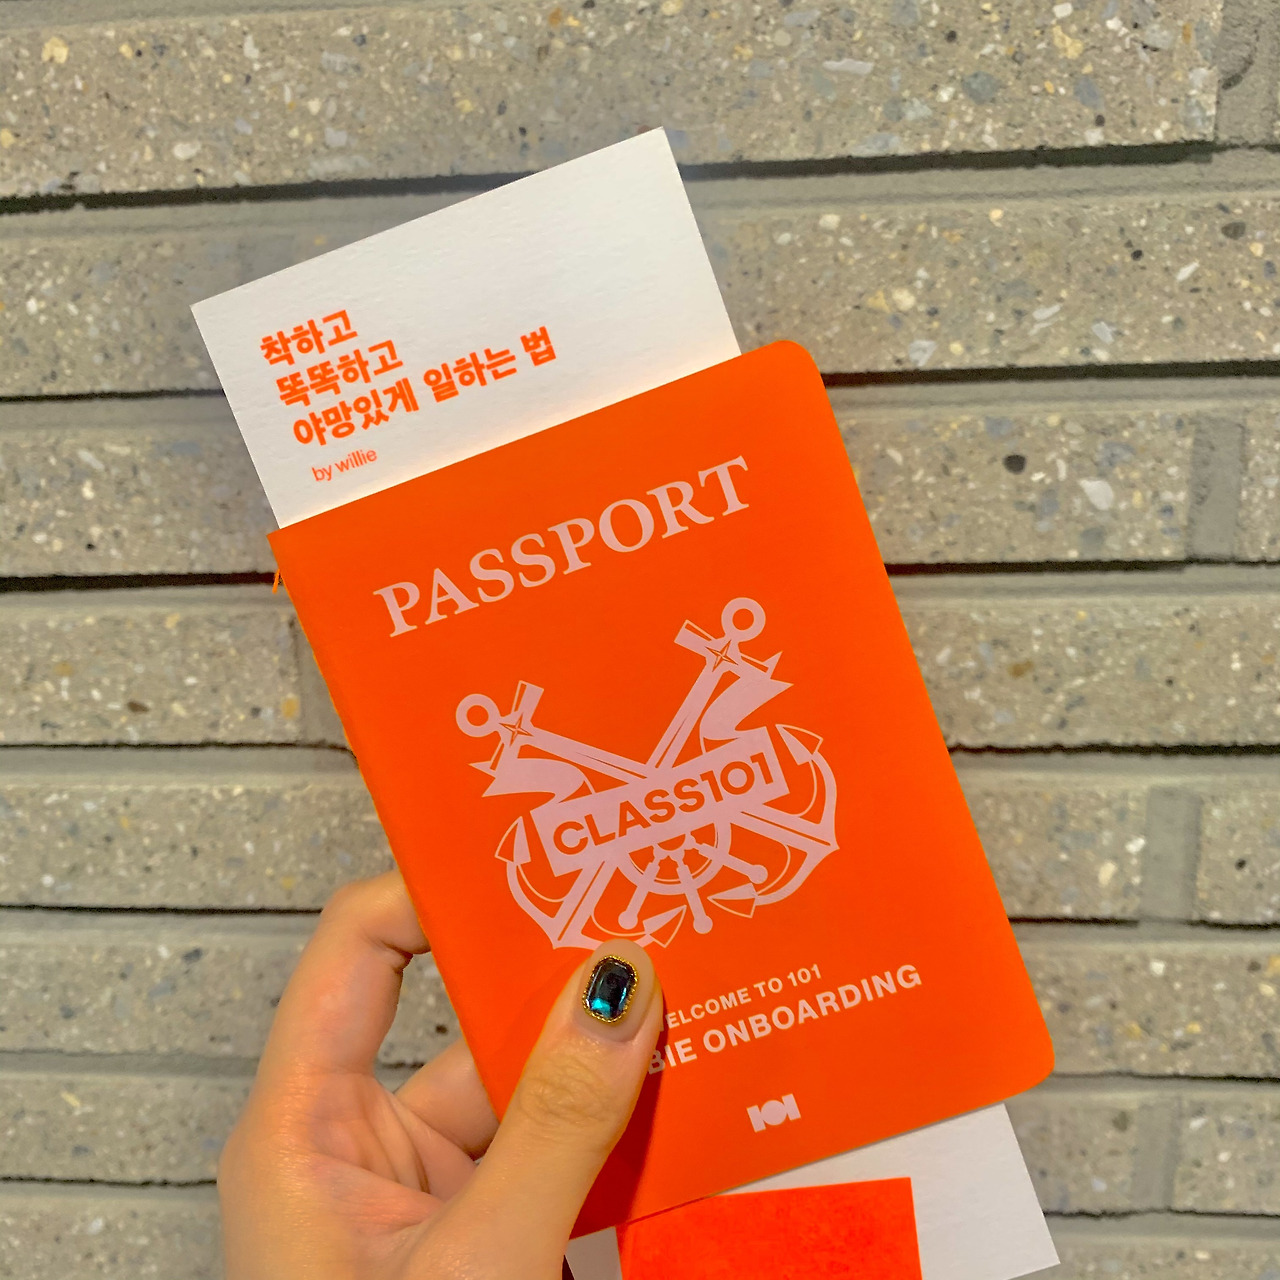 착하고
똑똑하고
야망있게 일하는 법
by willie
PASSPORT
CLASS101
ELCOME TO 101
BIE ONBOARDING
101